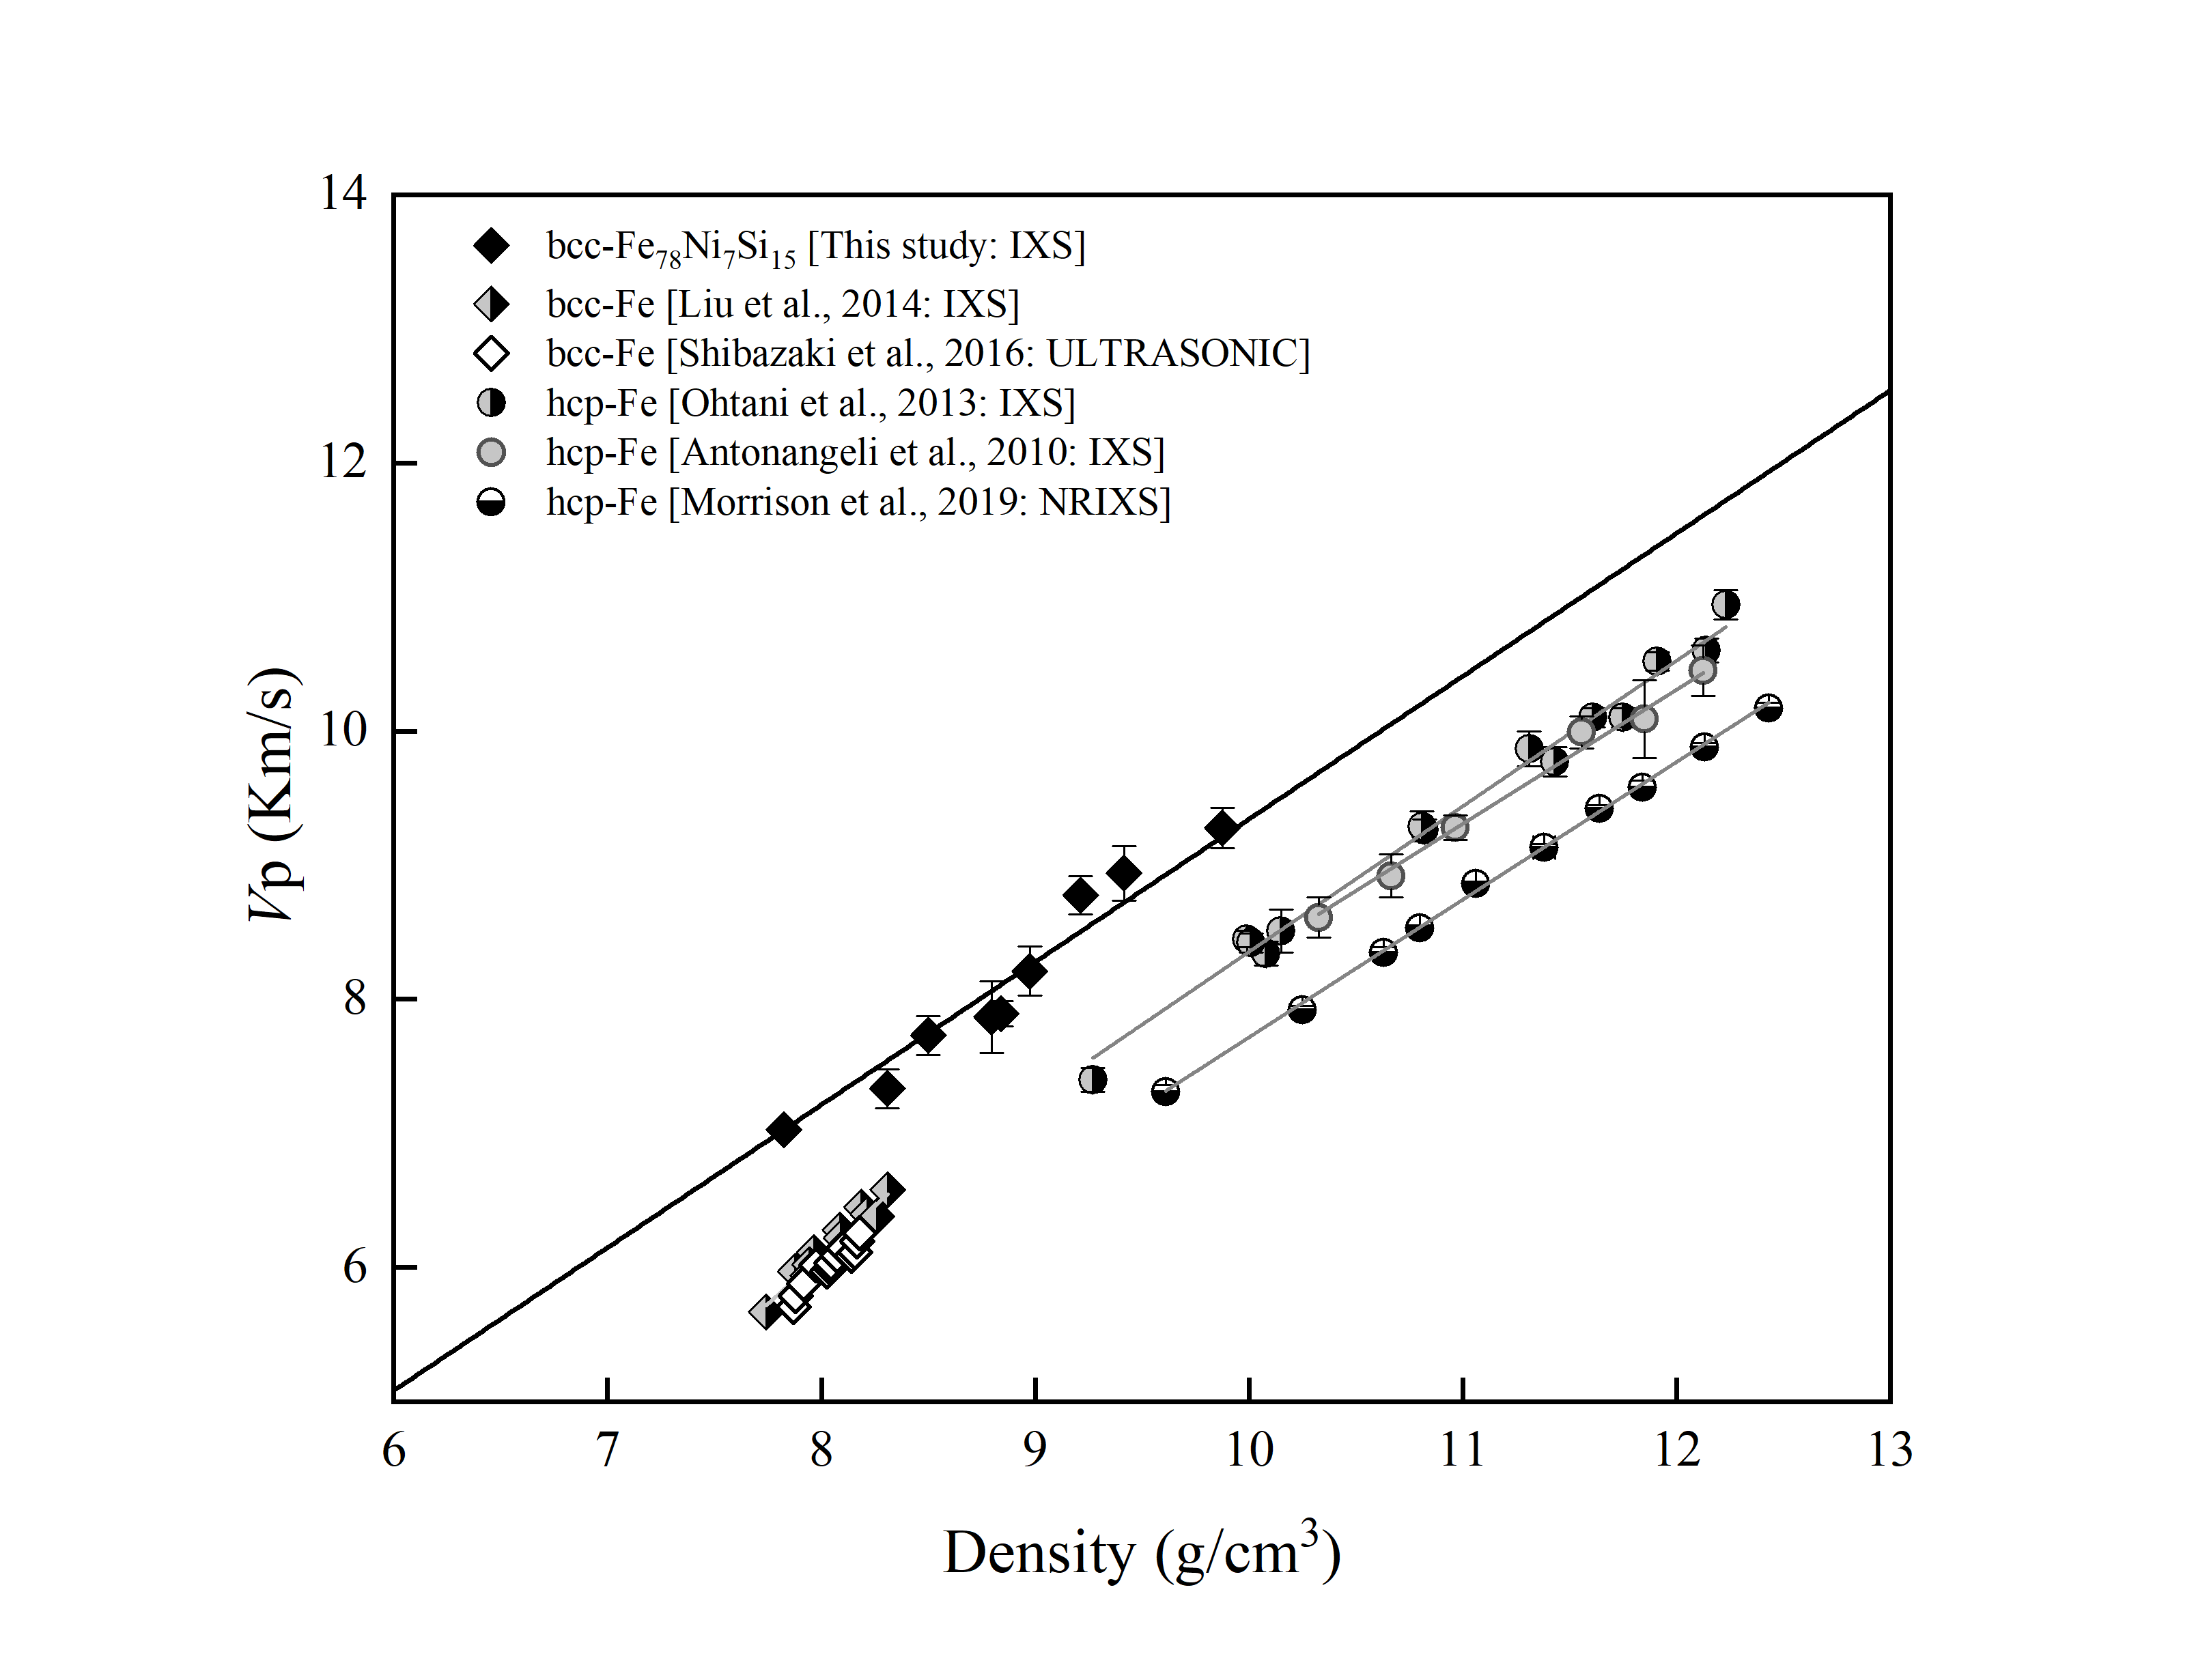 14
12
10
8
6
Vp (Km/s)
bcc-Fe₇₈Ni₇Si₁₅ [This study: IXS]
bcc-Fe [Liu et al., 2014: IXS]
bcc-Fe [Shibazaki et al., 2016: ULTRASONIC]
hcp-Fe [Ohtani et al., 2013: IXS]
hcp-Fe [Antonangeli et al., 2010: IXS]
hcp-Fe [Morrison et al., 2019: NRIXS]
6 7 8 9 10 11 12 13
Density (g/cm³)